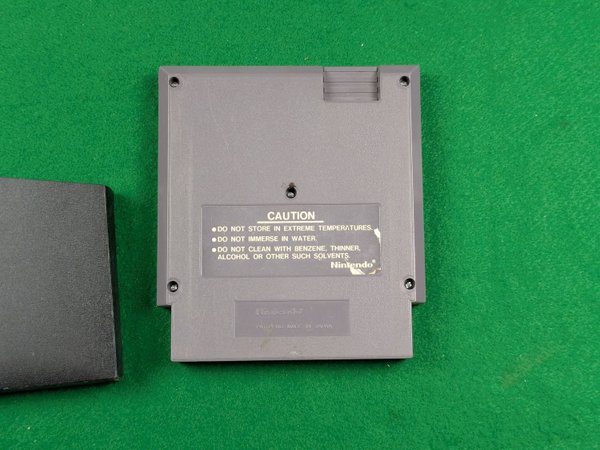 CAUTION
●DO NOT STORE IN EXTREME TEMPERATURES.
●DO NOT IMMERSE IN WATER.
●DO NOT CLEAN WITH BENZENE, THINNER,
ALCOHOL OR OTHER SUCH SOLVENTS.
Nintendo®
Nintendo